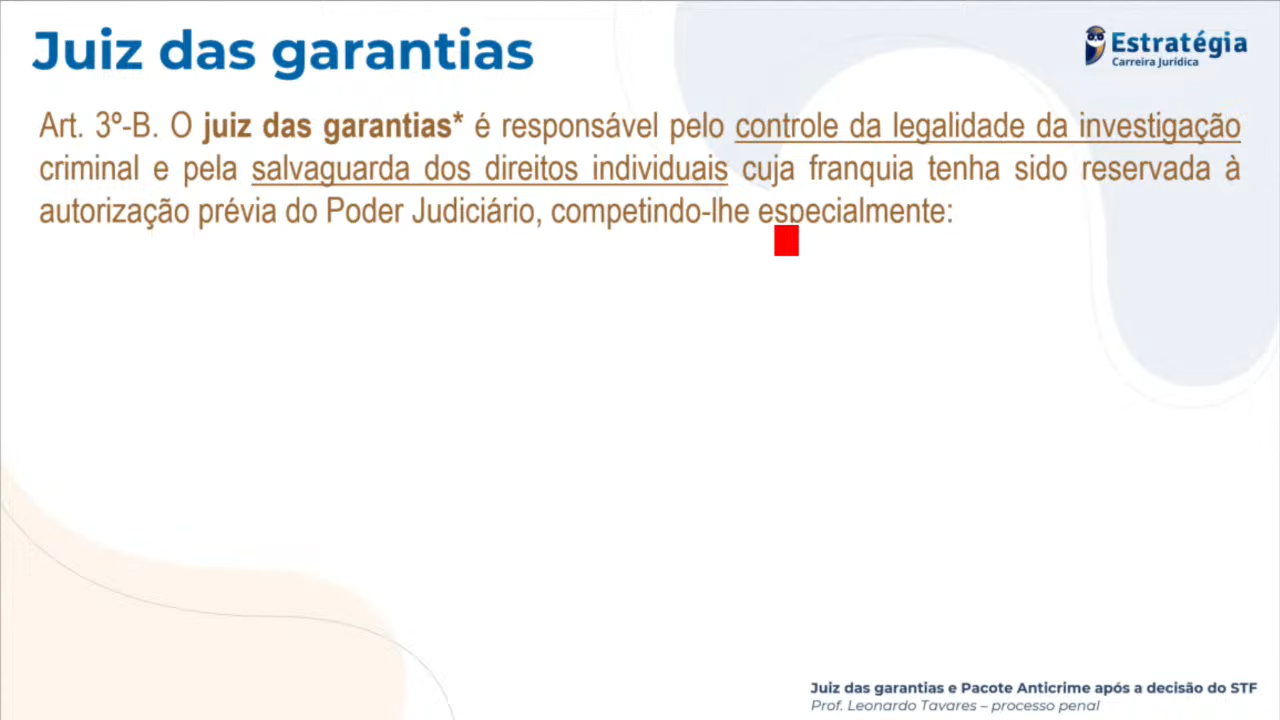 Juiz das garantias
Estratégia
Carreira Jurídica
Art. 3º-B. O juiz das garantias* é responsável pelo controle da legalidade da investigação
criminal e pela salvaguarda dos direitos individuais cuja franquia tenha sido reservada à
autorização prévia do Poder Judiciário, competindo-lhe especialmente:
Juiz das garantias e Pacote Anticrime após a decisão do STF
Prof. Leonardo Tavares – processo penal